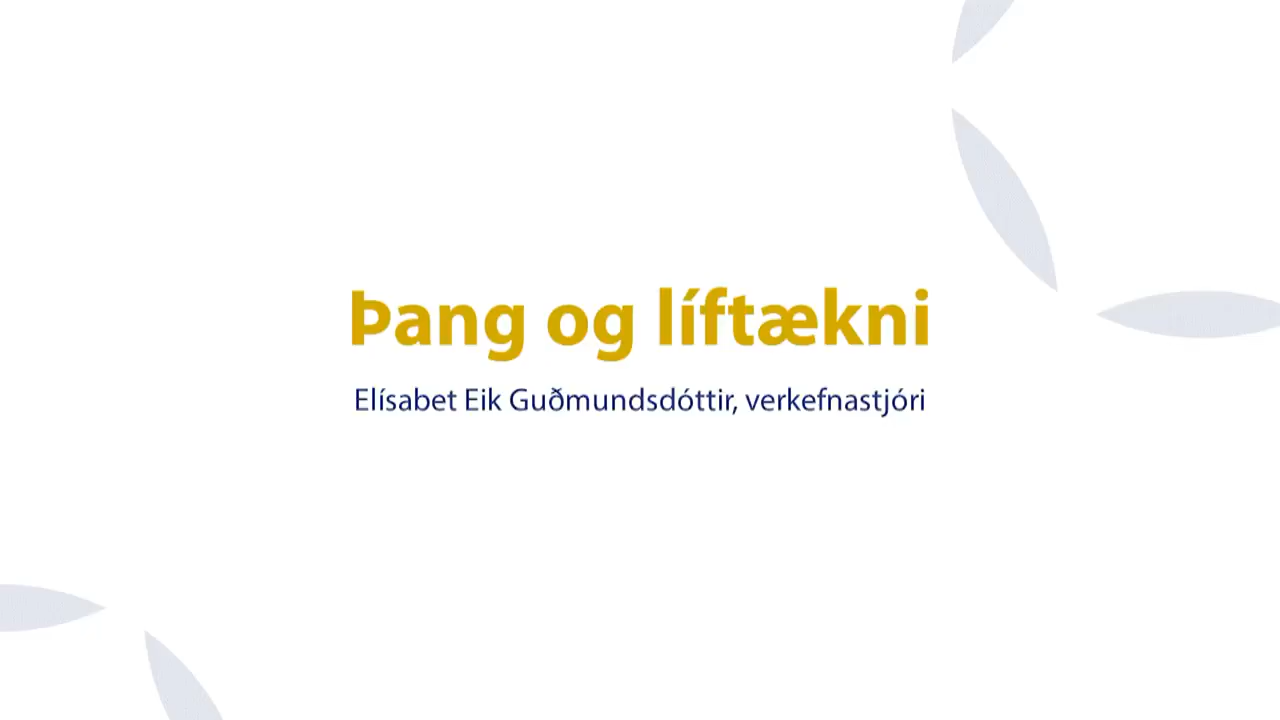 Þang og líftækni
Elísabet Eik Guðmundsdóttir, verkefnastjóri